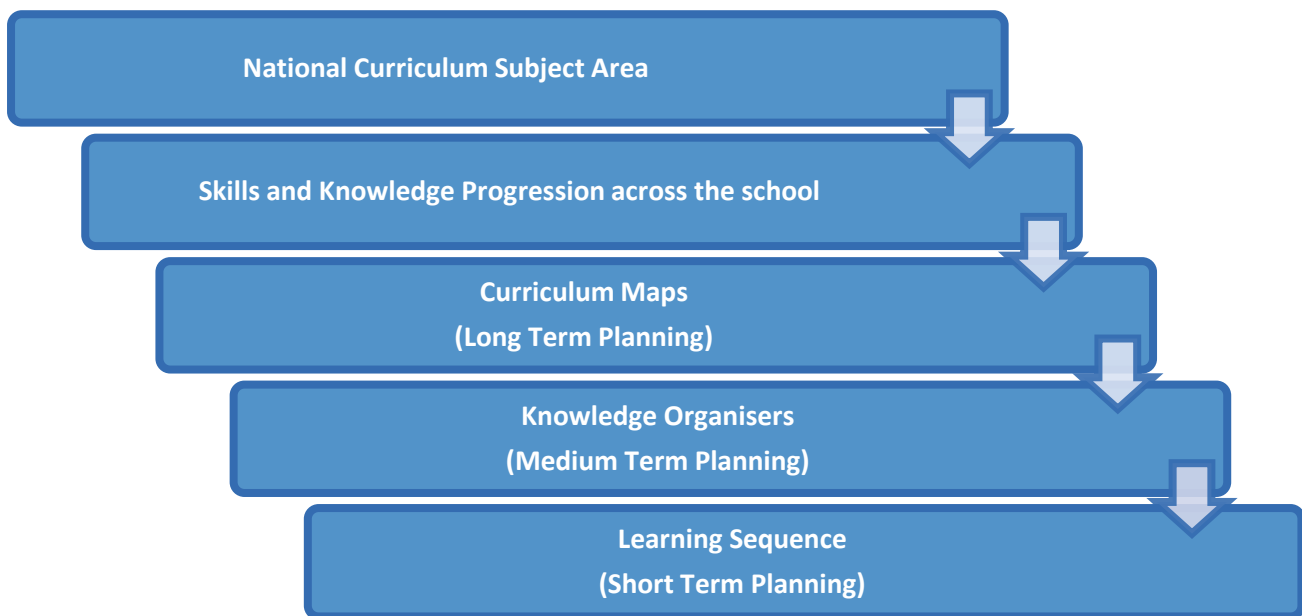 National Curriculum Subject Area
Skills and Knowledge Progression across the school
Curriculum Maps
(Long Term Planning)
Knowledge Organisers
(Medium Term Planning)
Learning Sequence
(Short Term Planning)